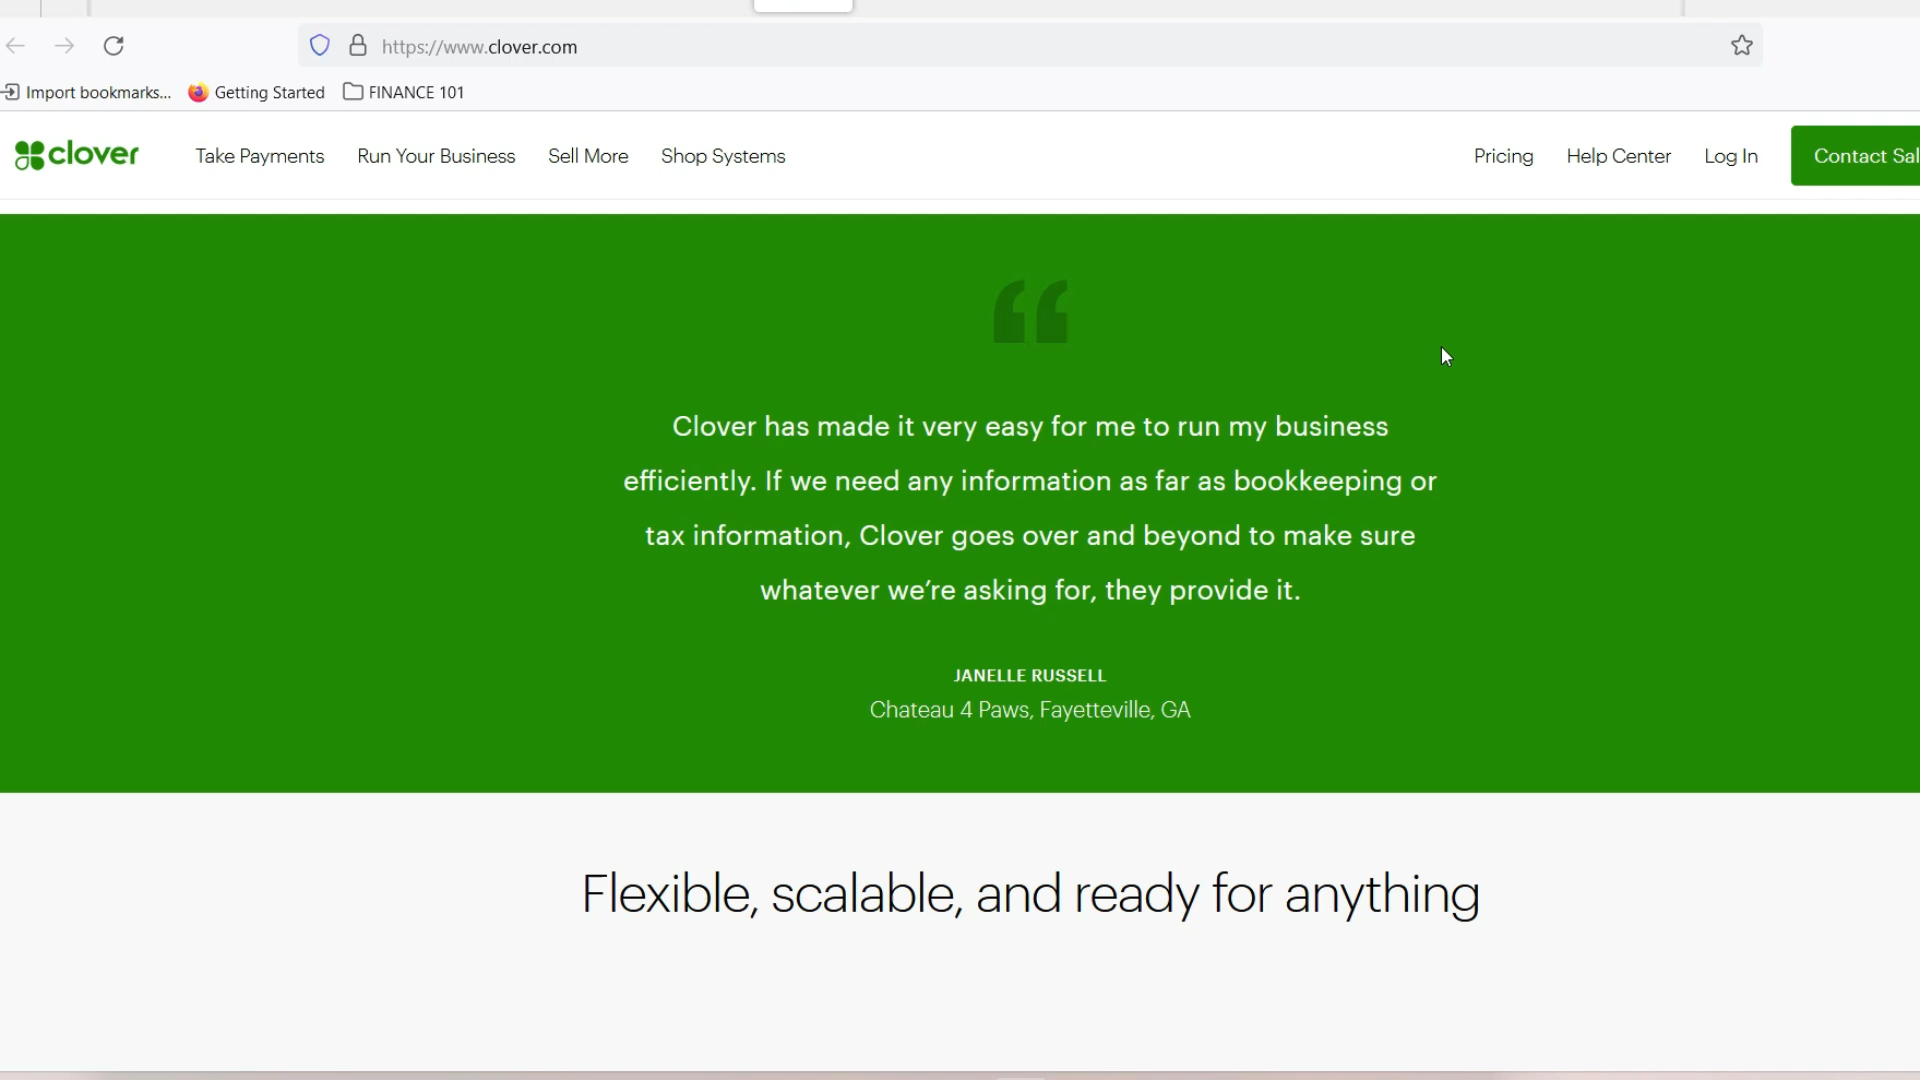 https://www.clover.com
Import bookmarks... Getting Started FINANCE 101
clover Take Payments Run Your Business Sell More Shop Systems Pricing Help Center Log In Contact Sal
“
Clover has made it very easy for me to run my business
efficiently. If we need any information as far as bookkeeping or
tax information, Clover goes over and beyond to make sure
whatever we’re asking for, they provide it.
JANELLE RUSSELL
Chateau 4 Paws, Fayetteville, GA
Flexible, scalable, and ready for anything